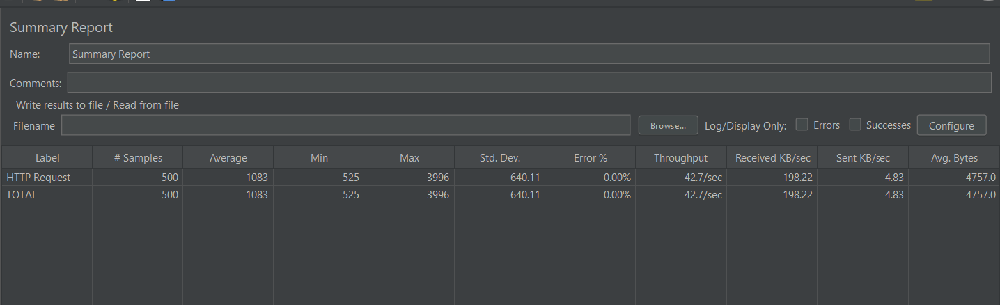 Summary Report
Name: Summary Report
Comments:
Write results to file / Read from file
Filename Browse... Log/Display Only: Errors Successes Configure
Label # Samples Average Min Max Std. Dev. Error % Throughput Received KB/sec Sent KB/sec Avg. Bytes
HTTP Request 500 1083 525 3996 640.11 0.00% 42.7/sec 198.22 4.83 4757.0
TOTAL 500 1083 525 3996 640.11 0.00% 42.7/sec 198.22 4.83 4757.0